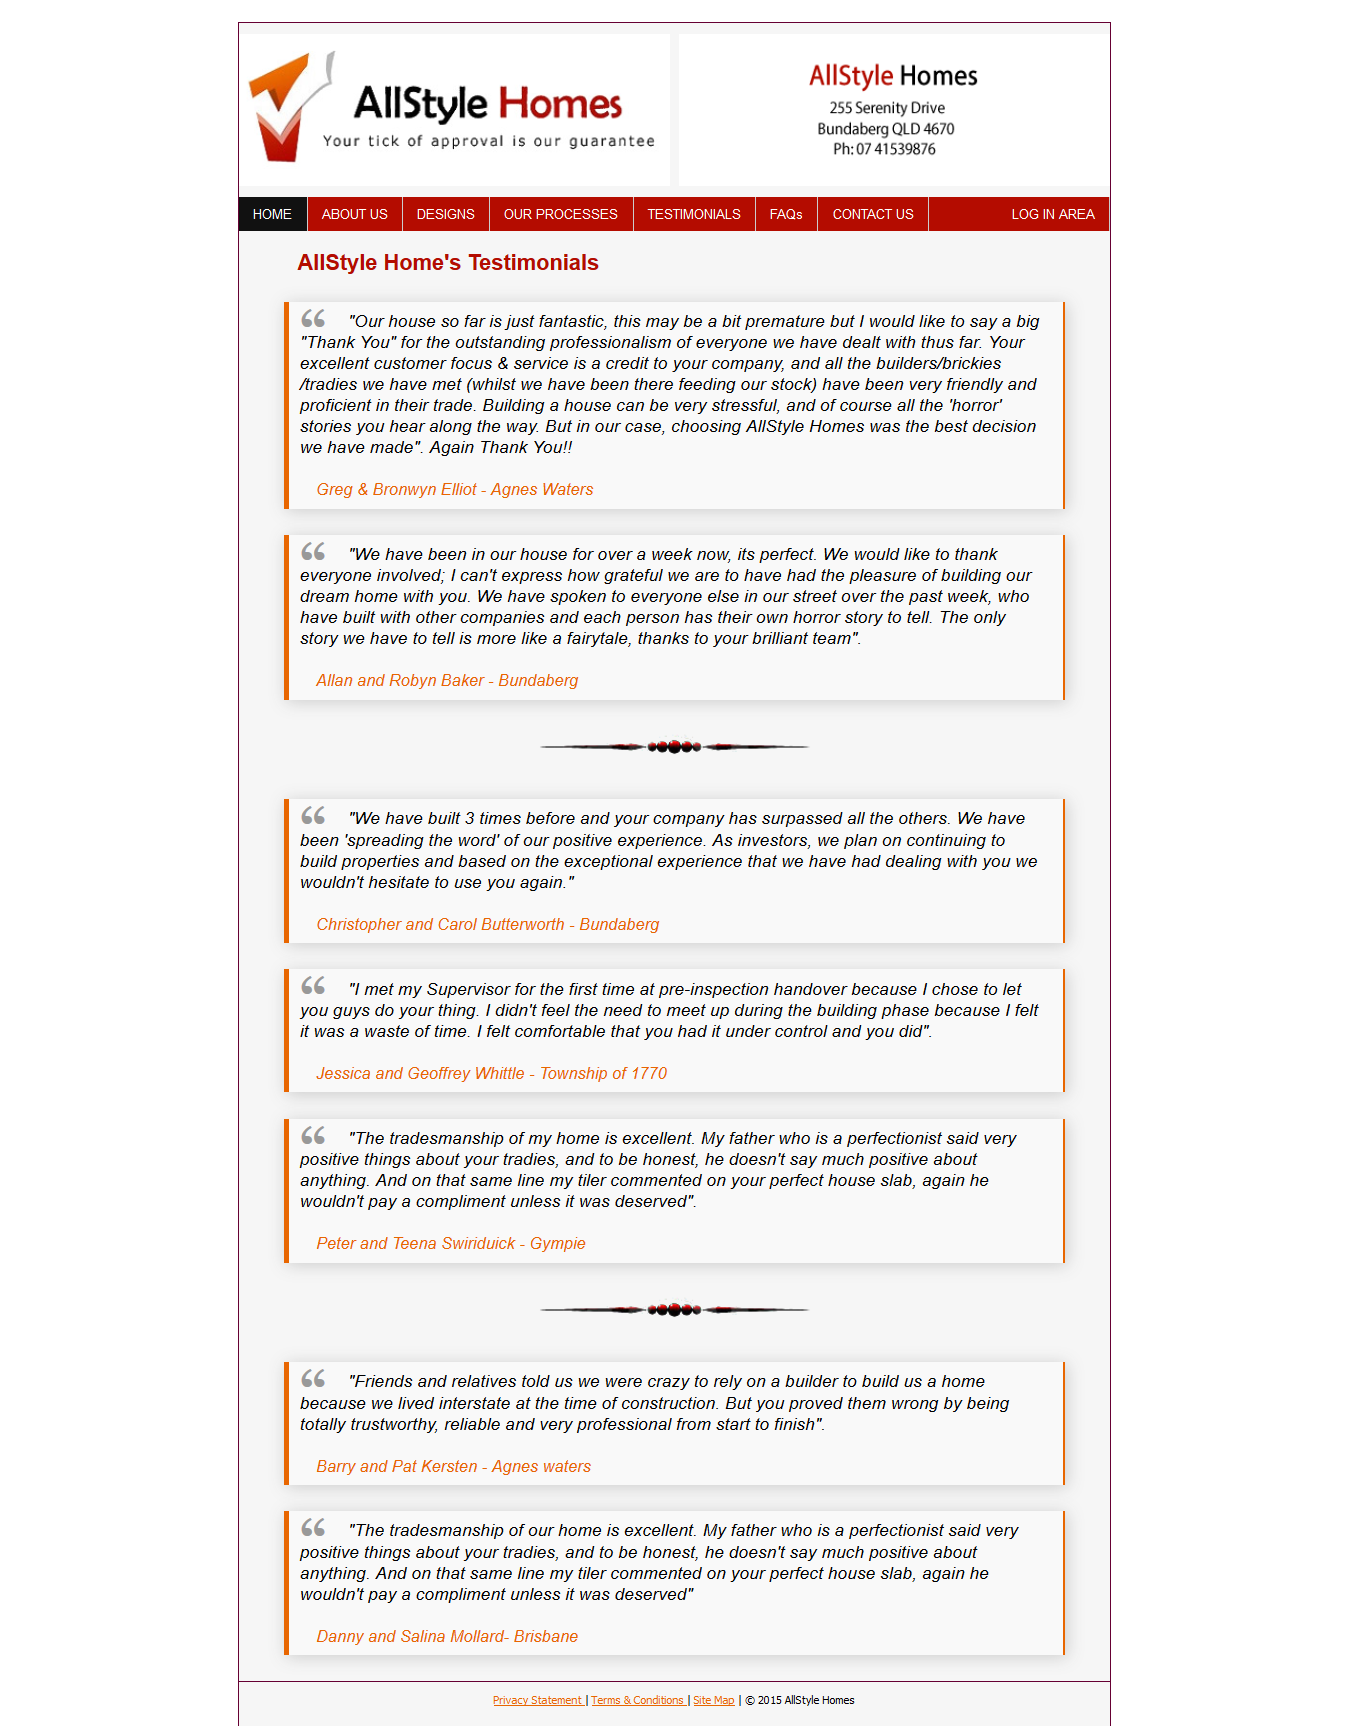 AllStyle Homes
Your tick of approval is our guarantee
AllStyle Homes
255 Serenity Drive
Bundaberg QLD 4670
Ph: 07 41539876
HOME ABOUT US DESIGNS OUR PROCESSES TESTIMONIALS FAQs CONTACT US LOG IN AREA
AllStyle Home's Testimonials
“ "Our house so far is just fantastic, this may be a bit premature but I would like to say a big
"Thank You" for the outstanding professionalism of everyone we have dealt with thus far. Your
excellent customer focus & service is a credit to your company, and all the builders/brickies
/tradies we have met (whilst we have been there feeding our stock) have been very friendly and
proficient in their trade. Building a house can be very stressful, and of course all the 'horror'
stories you hear along the way. But in our case, choosing AllStyle Homes was the best decision
we have made". Again Thank You!!
Greg & Bronwyn Elliot - Agnes Waters
“ "We have been in our house for over a week now, its perfect. We would like to thank
everyone involved; I can't express how grateful we are to have had the pleasure of building our
dream home with you. We have spoken to everyone else in our street over the past week, who
have built with other companies and each person has their own horror story to tell. The only
story we have to tell is more like a fairytale, thanks to your brilliant team".
Allan and Robyn Baker - Bundaberg
“ "We have built 3 times before and your company has surpassed all the others. We have
been 'spreading the word' of our positive experience. As investors, we plan on continuing to
build properties and based on the exceptional experience that we have had dealing with you we
wouldn't hesitate to use you again."
Christopher and Carol Butterworth - Bundaberg
“ "I met my Supervisor for the first time at pre-inspection handover because I chose to let
you guys do your thing. I didn't feel the need to meet up during the building phase because I felt
it was a waste of time. I felt comfortable that you had it under control and you did".
Jessica and Geoffrey Whittle - Township of 1770
“ "The tradesmanship of my home is excellent. My father who is a perfectionist said very
positive things about your tradies, and to be honest, he doesn't say much positive about
anything. And on that same line my tiler commented on your perfect house slab, again he
wouldn't pay a compliment unless it was deserved".
Peter and Teena Swiriduick - Gympie
“ "Friends and relatives told us we were crazy to rely on a builder to build us a home
because we lived interstate at the time of construction. But you proved them wrong by being
totally trustworthy, reliable and very professional from start to finish".
Barry and Pat Kersten - Agnes waters
“ "The tradesmanship of our home is excellent. My father who is a perfectionist said very
positive things about your tradies, and to be honest, he doesn't say much positive about
anything. And on that same line my tiler commented on your perfect house slab, again he
wouldn't pay a compliment unless it was deserved"
Danny and Salina Mollard- Brisbane
Privacy Statement | Terms & Conditions | Site Map | © 2015 AllStyle Homes